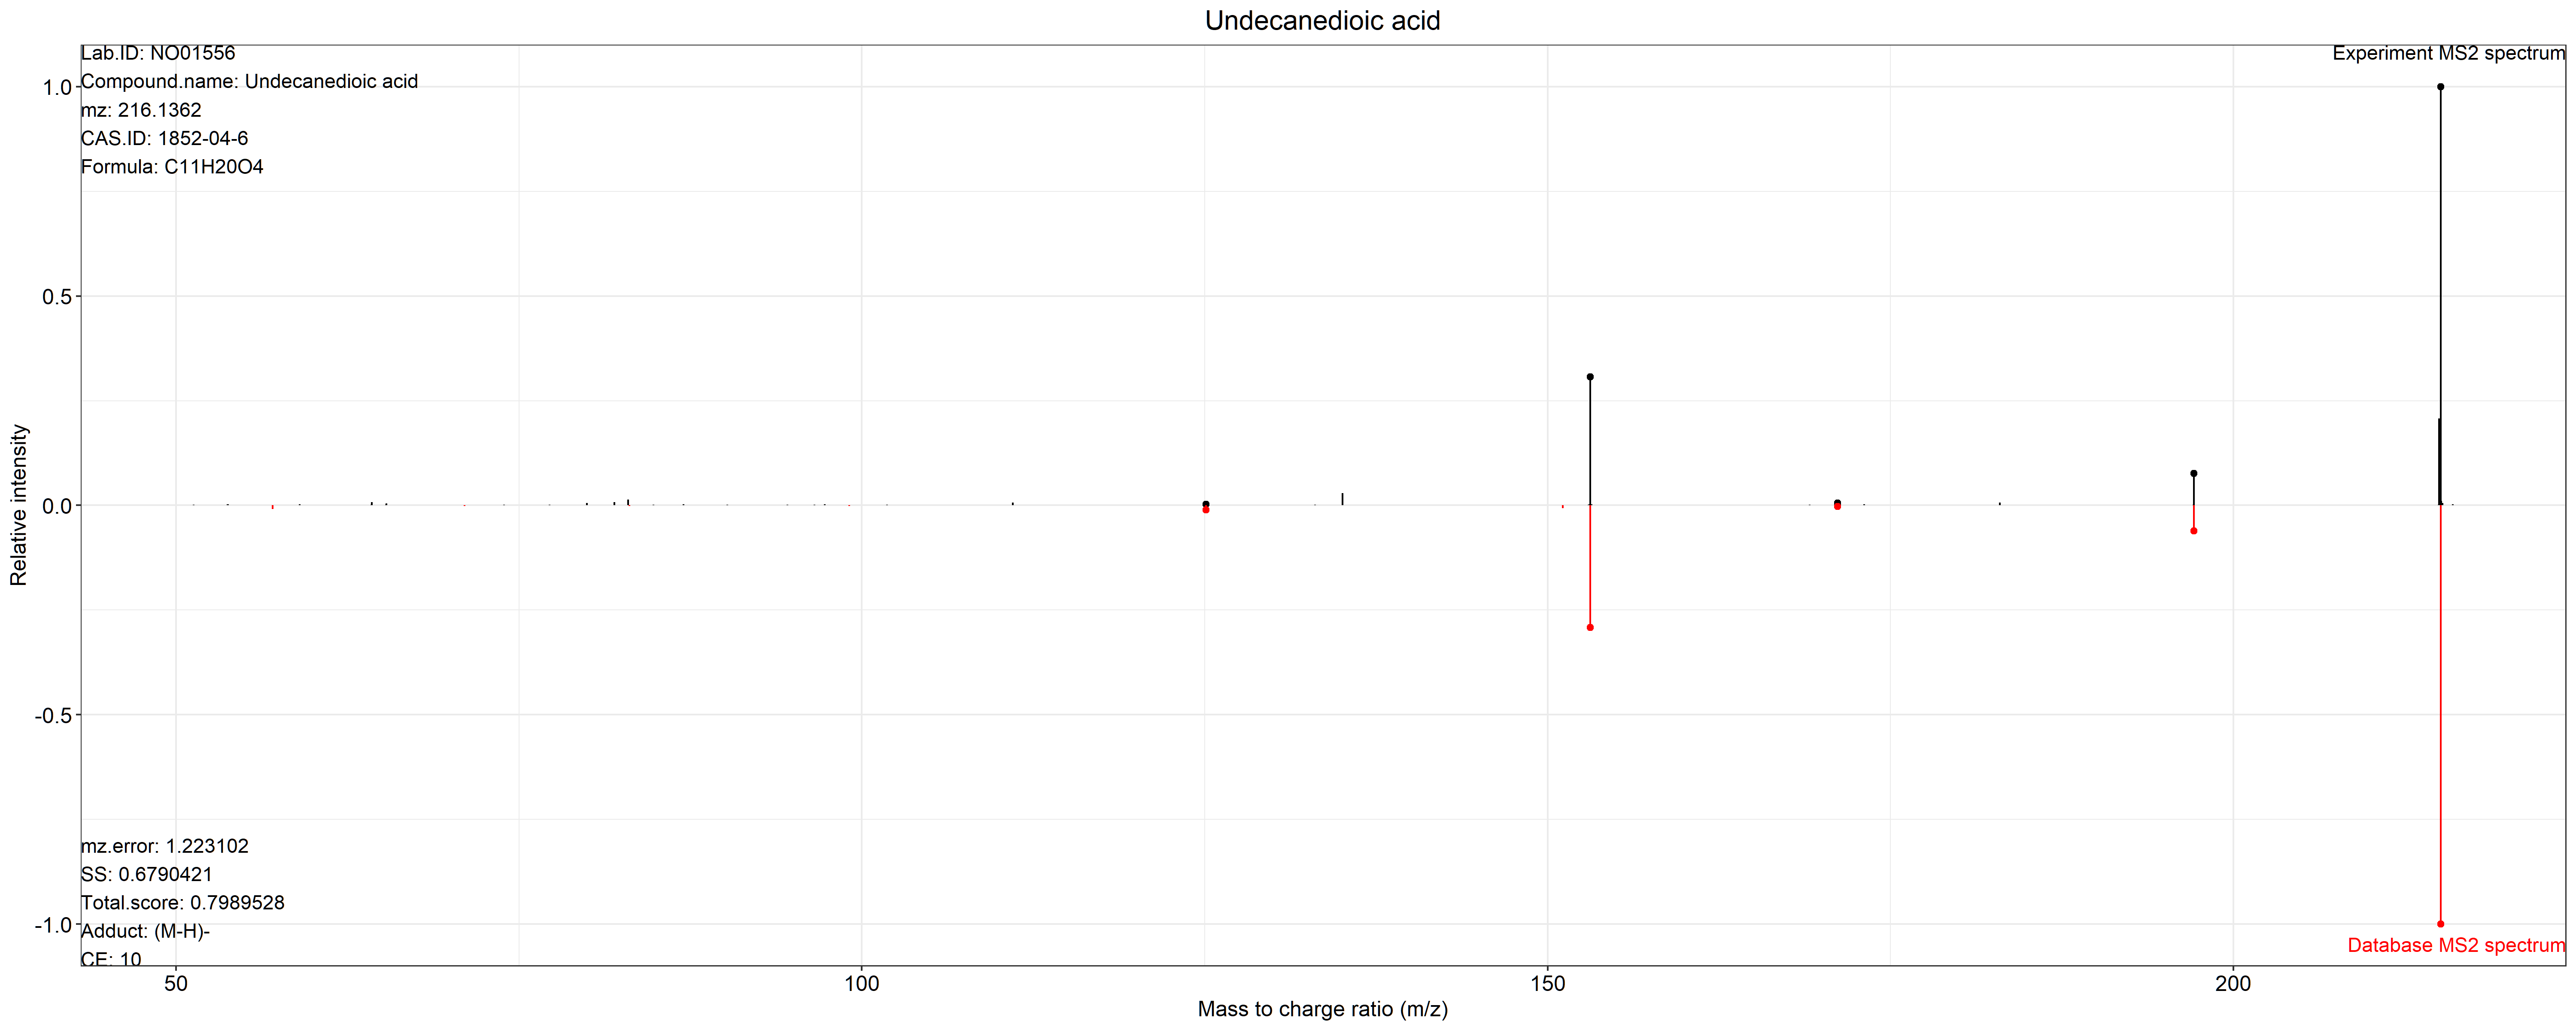 Undecanedioic acid
Lab.ID: NO01556
Experiment MS2 spectrum
Compound.name: Undecanedioic acid
mz: 216.1362
CAS.ID: 1852-04-6
Formula: C11H20O4
1.0
0.5
0.0
-0.5
-1.0
Relative intensity
mz.error: 1.223102
SS: 0.6790421
Total.score: 0.7989528
Adduct: (M-H)-
CE: 10
Database MS2 spectrum
50
100
150
200
Mass to charge ratio (m/z)